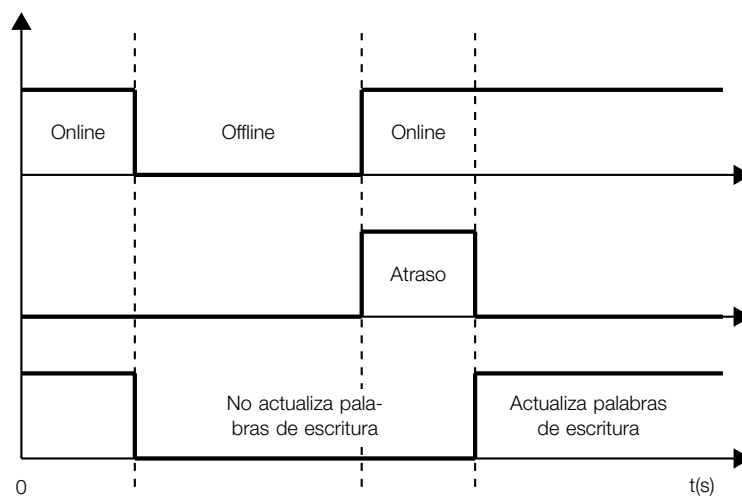 Online
Offline
Online
Atraso
No actualiza pala-
bras de escritura
Actualiza palabras
de escritura
0
t(s)